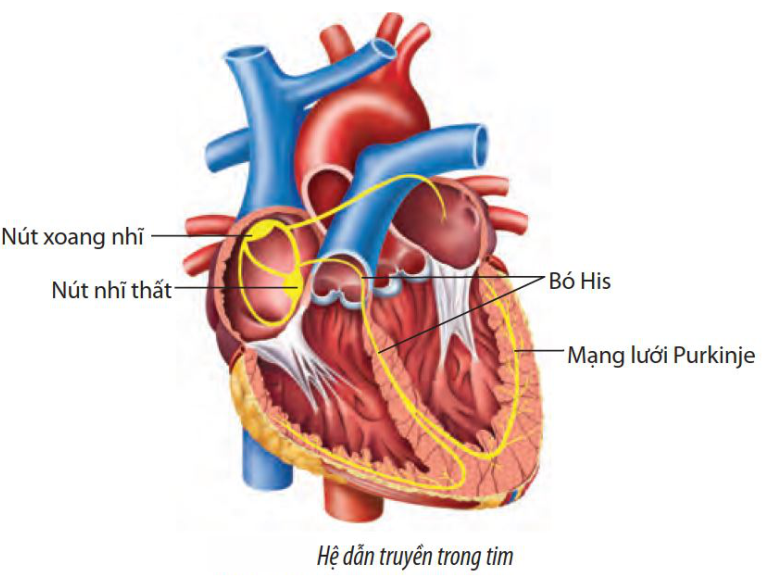 Nút xoang nhĩ
Nút nhĩ thất
Bó His
Mạng lưới Purkinje
Hệ dẫn truyền trong tim